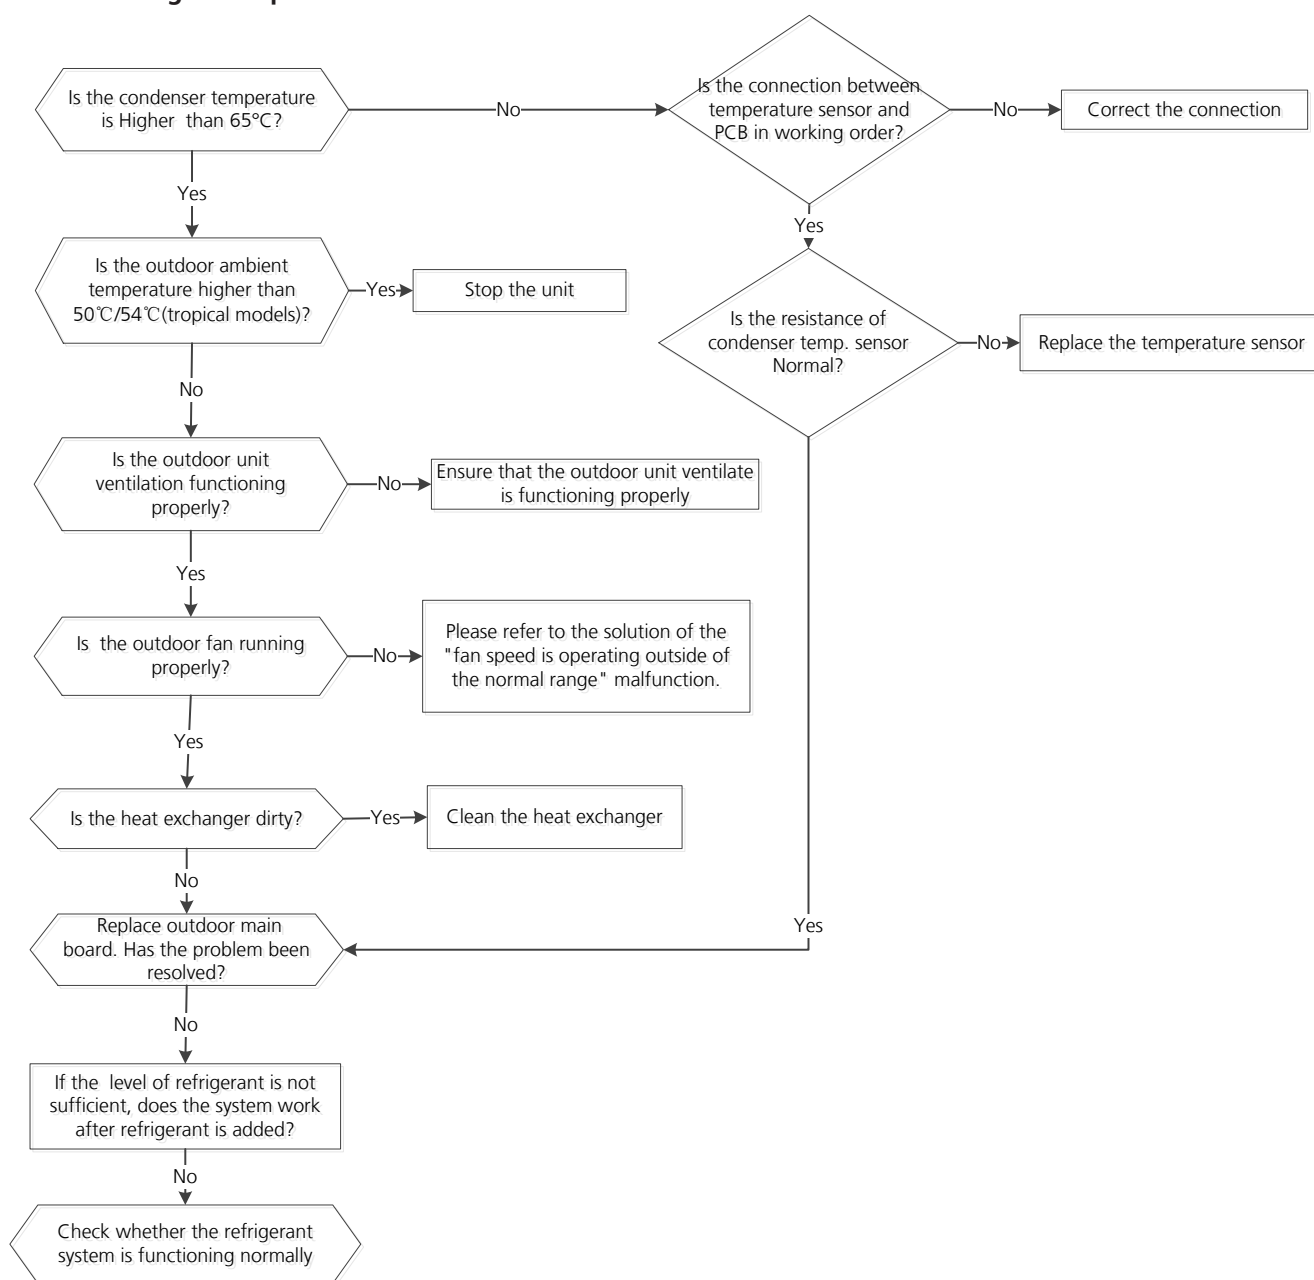 Is the condenser temperature
is Higher than 65°C?
No
Is the connection between
temperature sensor and
PCB in working order?
No
Correct the connection
Yes
Yes
Is the outdoor ambient
temperature higher than
50℃/54℃(tropical models)?
Yes
Stop the unit
Is the resistance of
condenser temp. sensor
Normal?
No
Replace the temperature sensor
No
Is the outdoor unit
ventilation functioning
properly?
No
Ensure that the outdoor unit ventilate
is functioning properly
Yes
Is the outdoor fan running
properly?
No
Please refer to the solution of the
"fan speed is operating outside of
the normal range" malfunction.
Yes
Is the heat exchanger dirty?
Yes
Clean the heat exchanger
No
Yes
Replace outdoor main
board. Has the problem been
resolved?
No
If the level of refrigerant is not
sufficient, does the system work
after refrigerant is added?
No
Check whether the refrigerant
system is functioning normally